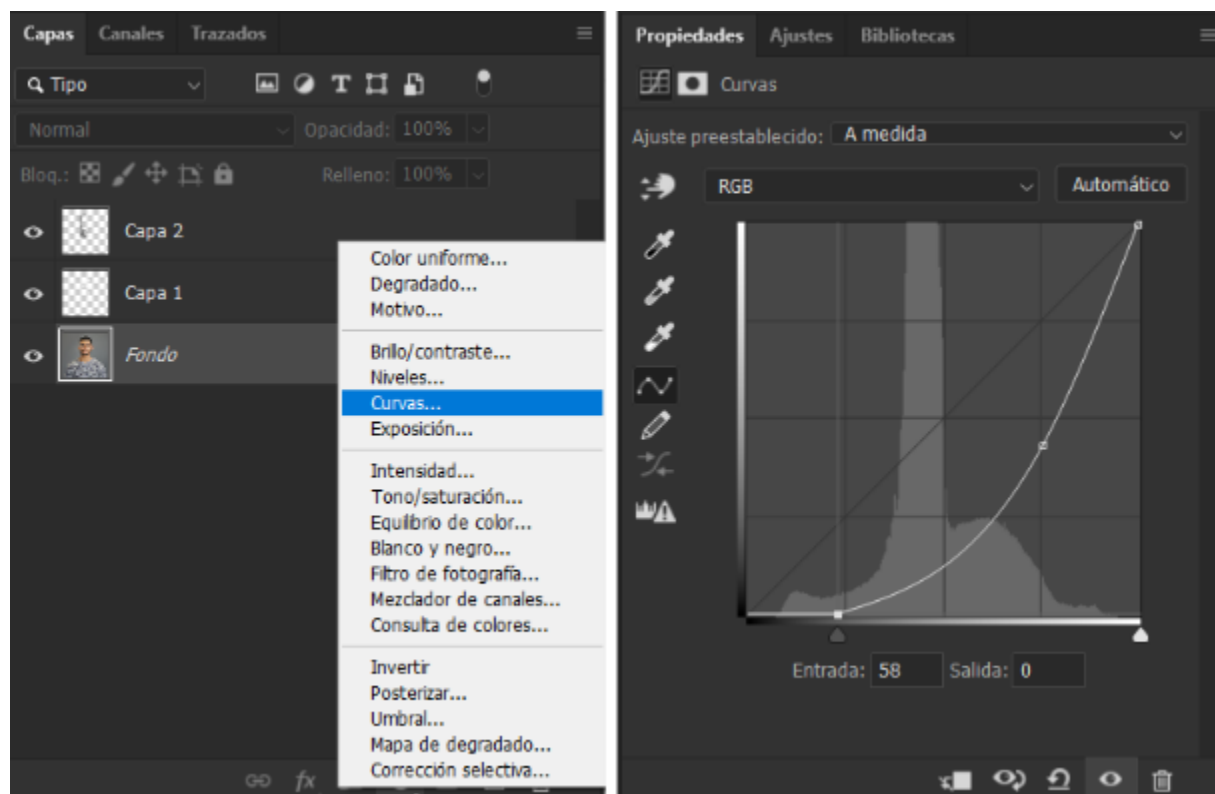 Capas Canales Trazados
Tipo
Normal Opacidad: 100%
Bloq.: Relleno: 100%
Capa 2
Capa 1
Fondo
fx
Color uniforme...
Degradado...
Motivo...
Brillo/contraste...
Niveles...
Curvas...
Exposición...
Intensidad...
Tono/saturación...
Equilibrio de color...
Blanco y negro...
Filtro de fotografía...
Mezclador de canales...
Consulta de colores...
Invertir
Posterizar...
Umbral...
Mapa de degradado...
Corrección selectiva...
Propiedades Ajustes Bibliotecas
Curvas
Ajuste preestablecido: A medida
RGB Automático
Entrada: 58 Salida: 0